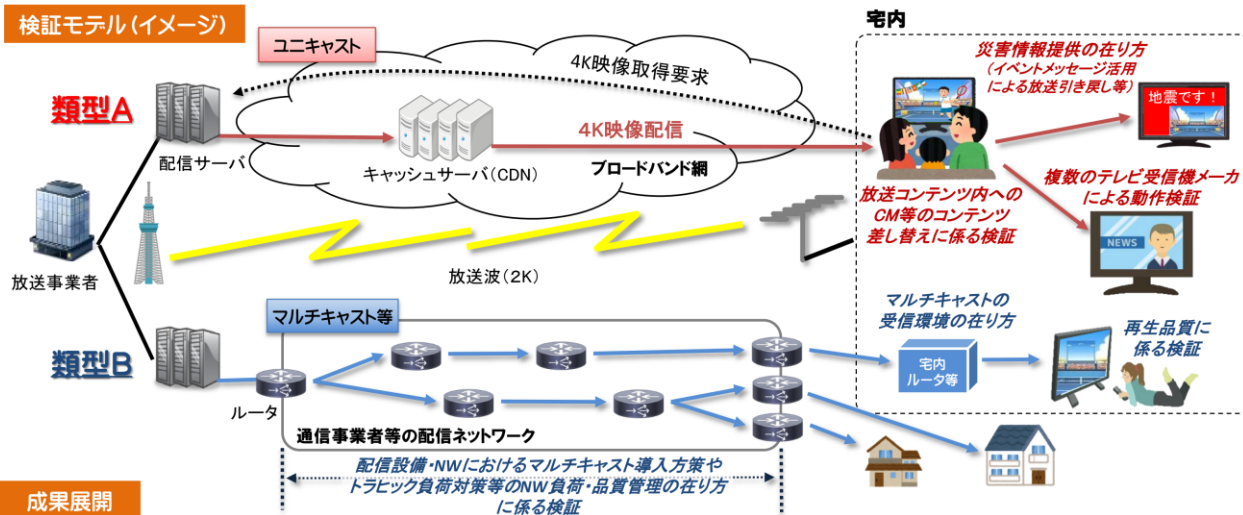 検証モデル(イメージ)
ユニキャスト
4K映像取得要求
宅内
災害情報提供の在り方
(イベントメッセージ活用
による放送引き戻し等)
地震です!
類型A
配信サーバ
4K映像配信
キャッシュサーバ(CDN)
ブロードバンド網
放送コンテンツ内への
CM等のコンテンツ
差し替えに係る検証
複数のテレビ受信機メーカ
による動作検証
NEWS
放送事業者
放送波(2K)
マルチキャスト等
マルチキャストの
受信環境の在り方
再生品質に
係る検証
類型B
宅内
ルータ等
ルータ
通信事業者等の配信ネットワーク
配信設備・NWにおけるマルチキャスト導入方策や
トラヒック負荷対策等のNW負荷・品質管理の在り方
に係る検証
成果展開